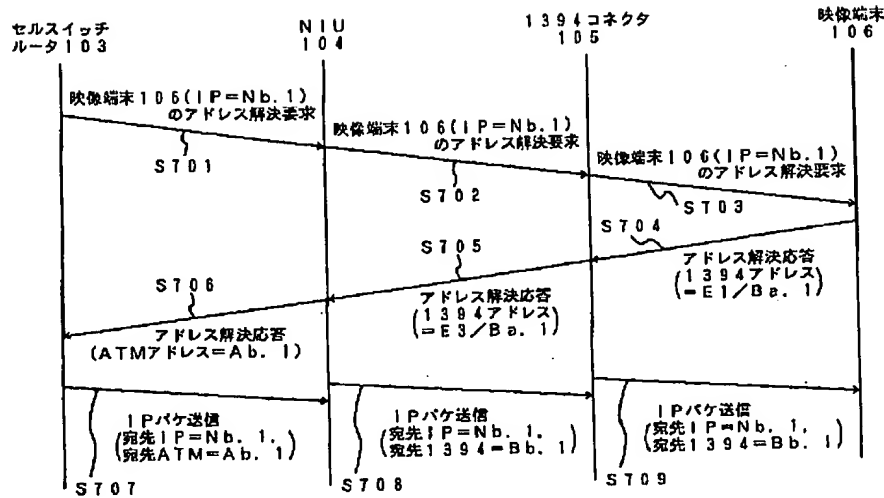 セルスイッチ
ルータ103
NIU
104
1394コネクタ
105
映像端末
106
映像端末106(IP=Nb.1)
のアドレス解決要求
S701
映像端末106(IP=Nb.1)
のアドレス解決要求
S702
映像端末106(IP=Nb.1)
のアドレス解決要求
S703
S704
アドレス解決応答
(1394アドレス
=E1/Ba.1)
S705
アドレス解決応答
(1394アドレス
=E3/Ba.1)
S706
アドレス解決応答
(ATMアドレス=Ab.1)
IPパケ送信
(宛先IP=Nb.1,
宛先ATM=Ab.1)
S707
IPパケ送信
(宛先IP=Nb.1,
宛先1394=Bb.1)
S708
IPパケ送信
(宛先IP=Nb.1,
宛先1394=Bb.1)
S709